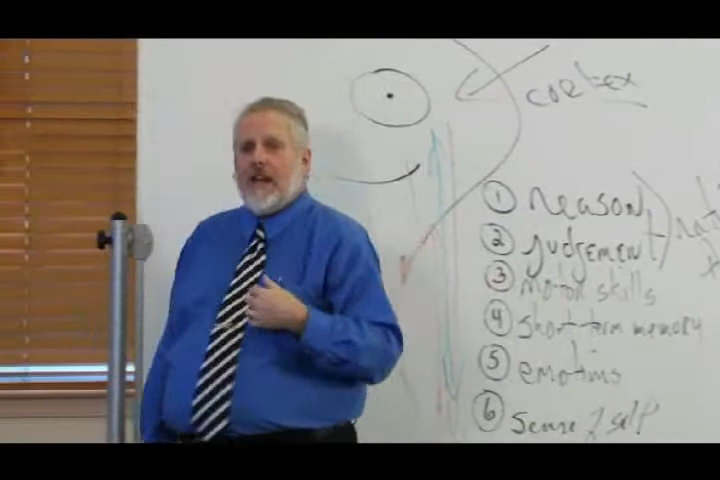 cortex
① reason
② judgement
③ motor skills
④ short term memory
⑤ emotions
⑥ sense of self